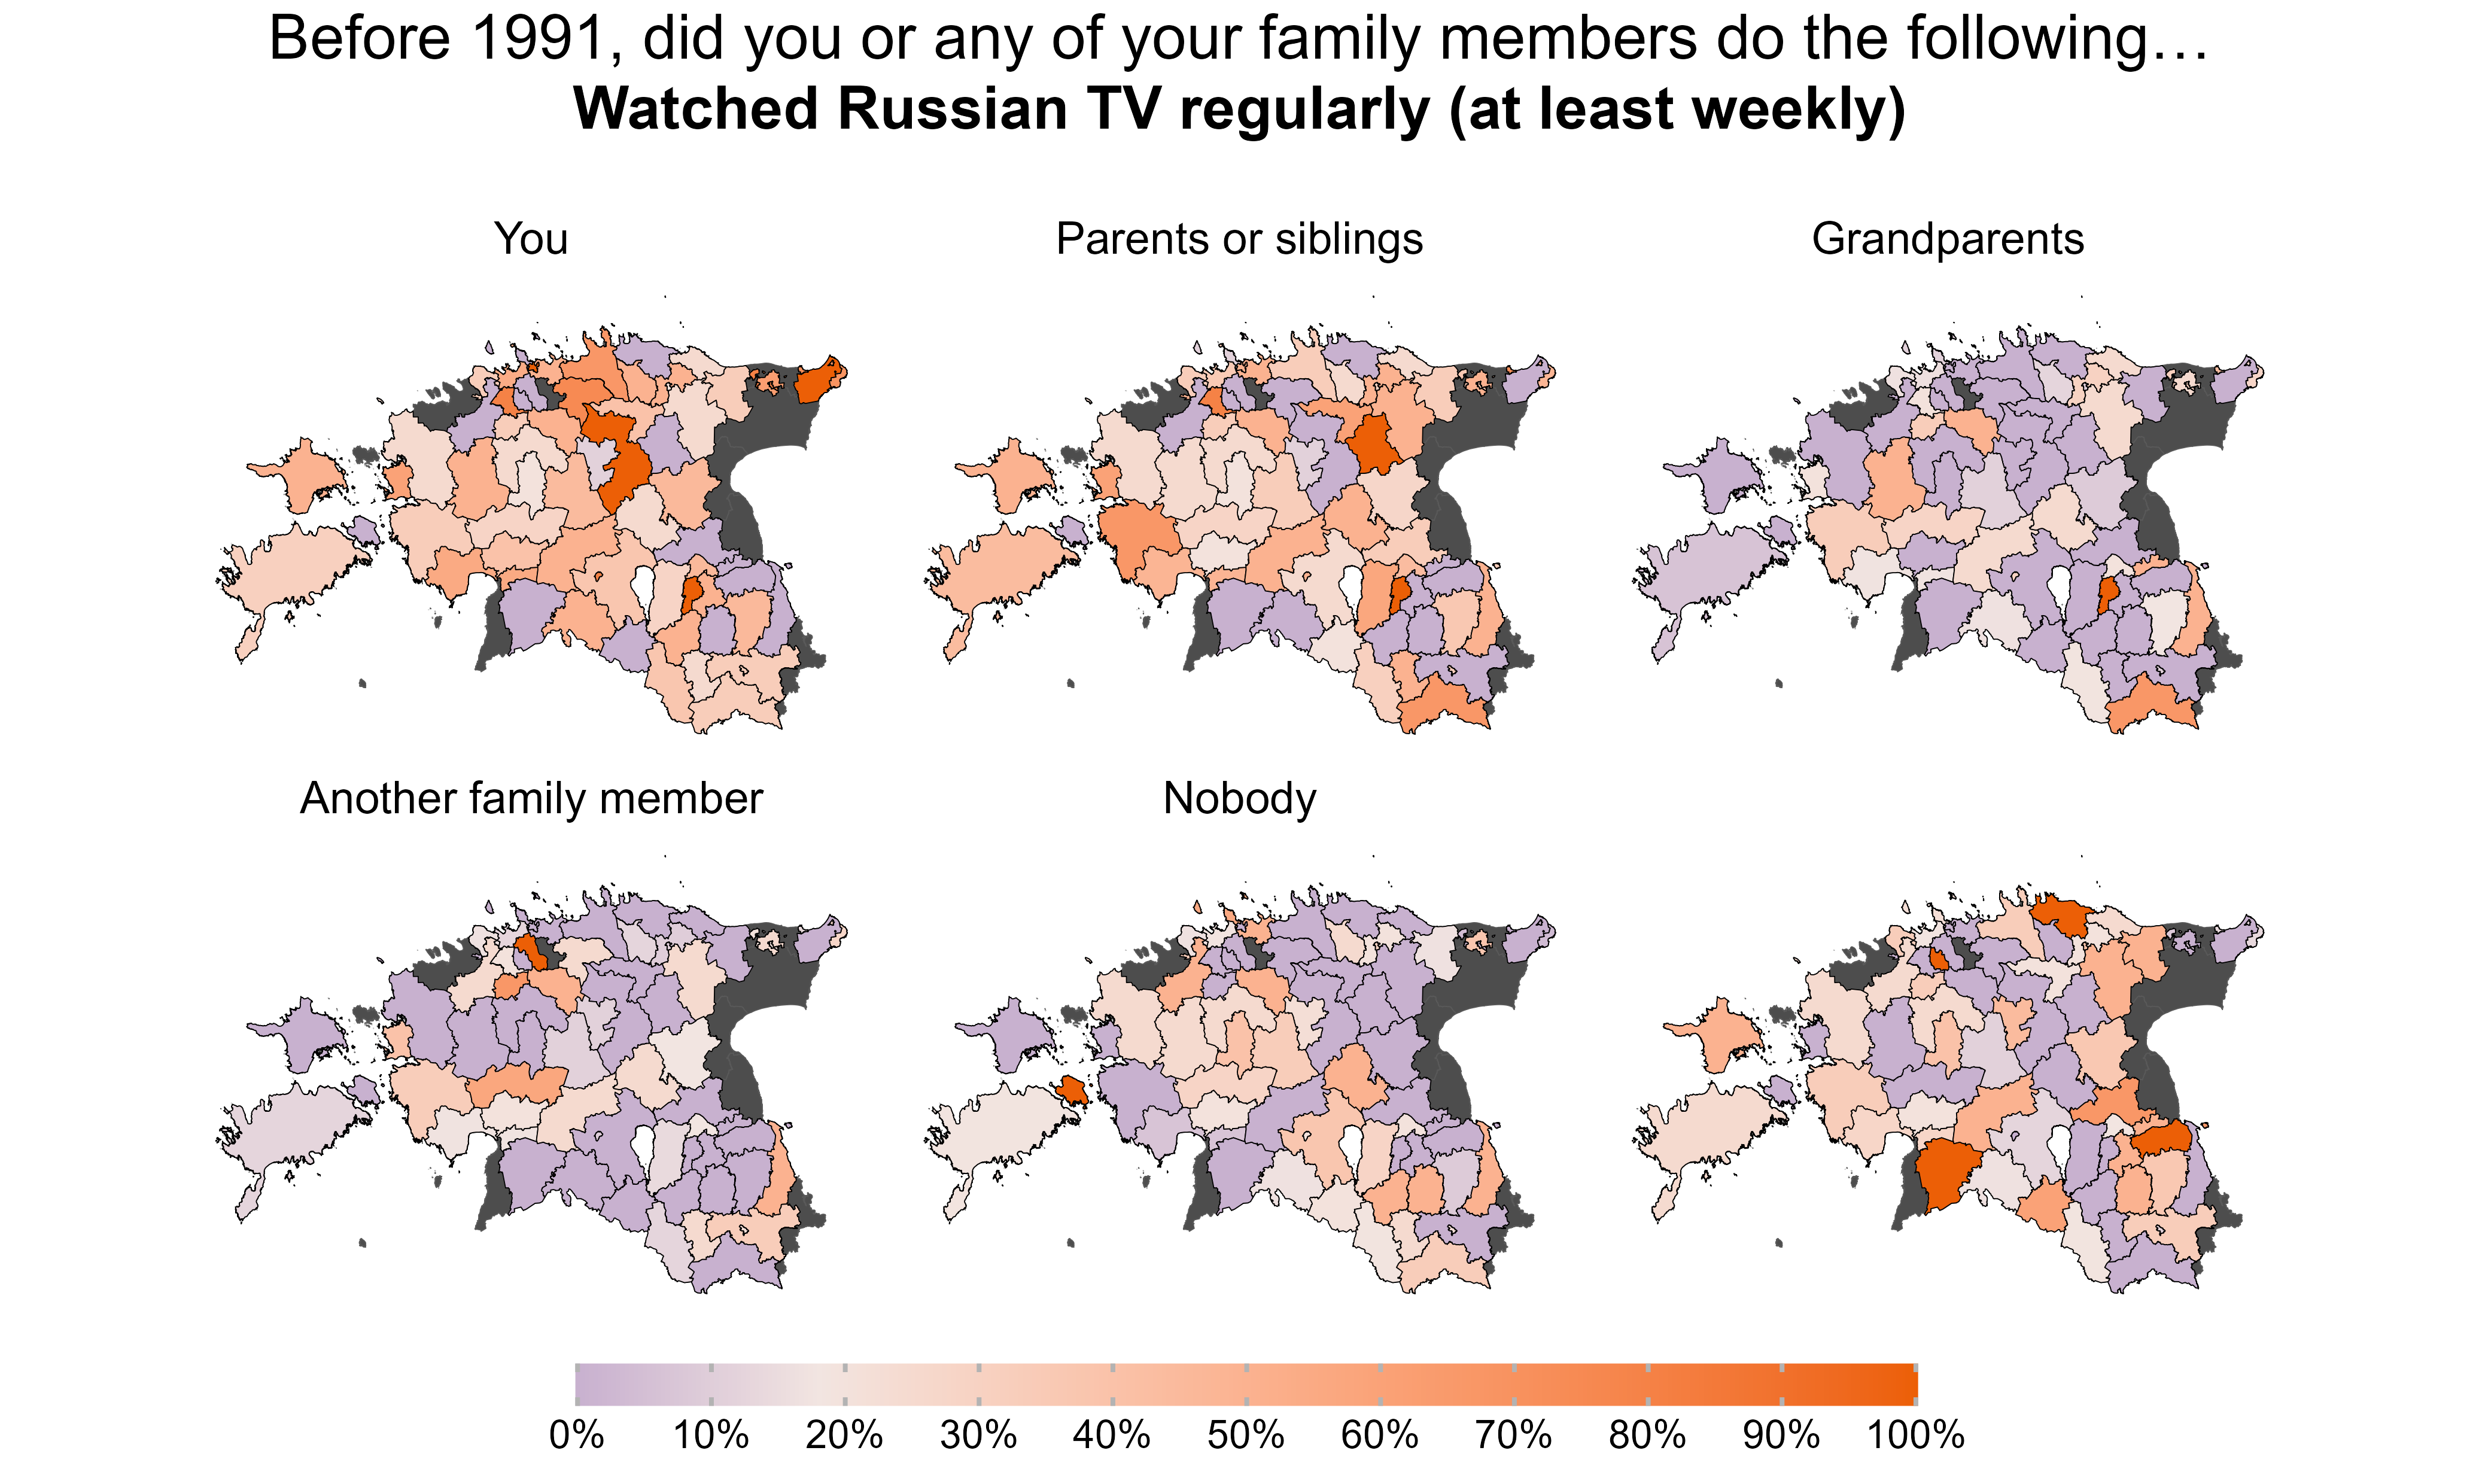 Before 1991, did you or any of your family members do the following…
Watched Russian TV regularly (at least weekly)
You
Parents or siblings
Grandparents
Another family member
Nobody
0%
10%
20%
30%
40%
50%
60%
70%
80%
90%
100%